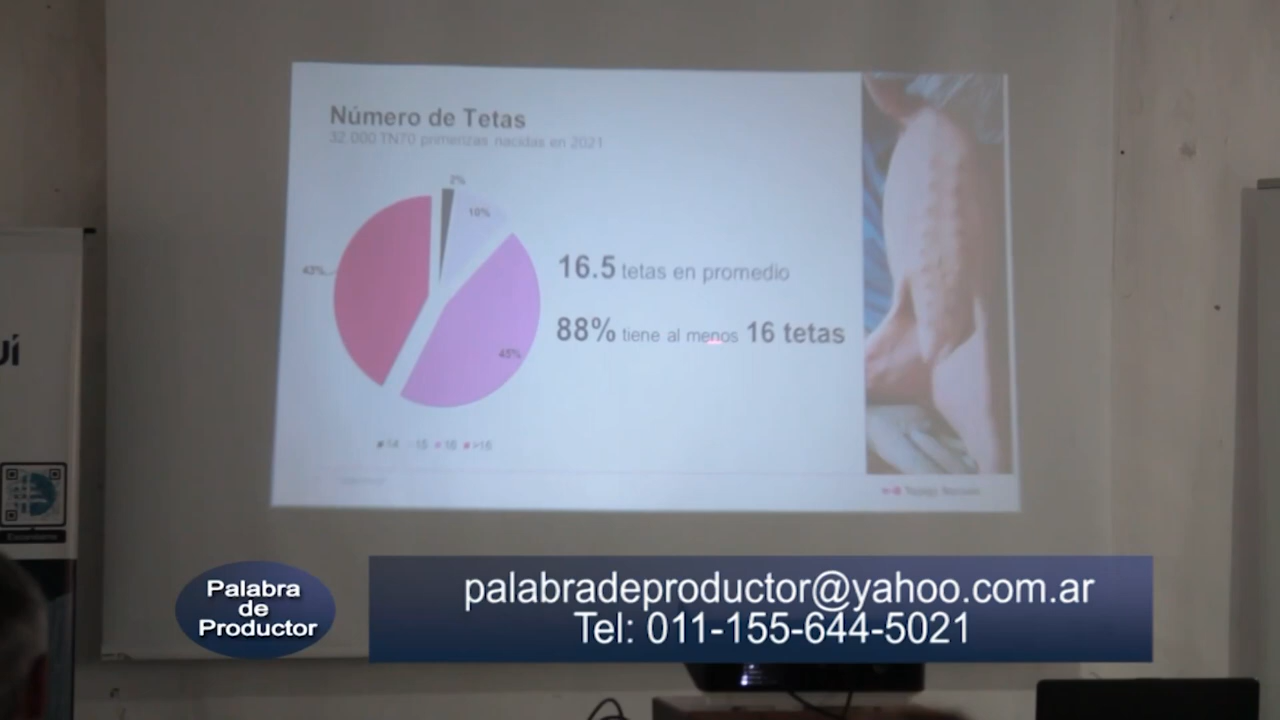 Número de Tetas
32 000 TN70 primerizas nacidas en 2021
2%
10%
43%
45%
16.5 tetas en promedio
88% tiene al menos 16 tetas
14 15 16 >16
Palabra
de
Productor
palabradeproductor@yahoo.com.ar
Tel: 011-155-644-5021